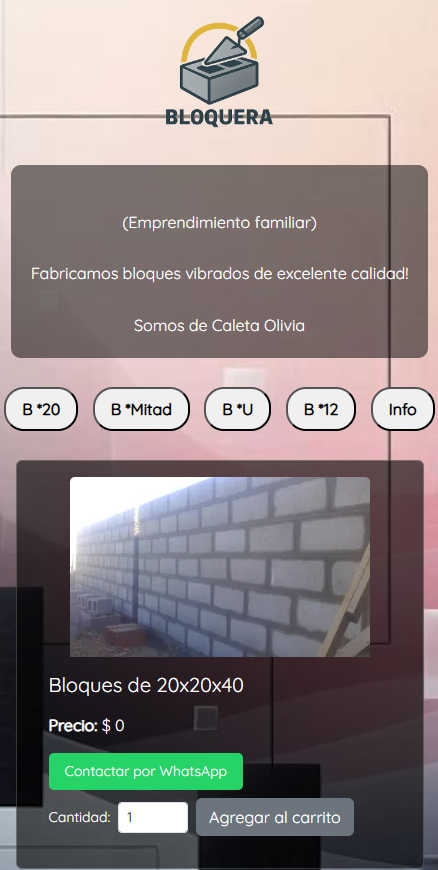 BLOQUERA
(Emprendimiento familiar)
Fabricamos bloques vibrados de excelente calidad!
Somos de Caleta Olivia
B *20 B *Mitad B *U B *12 Info
Bloques de 20x20x40
Precio: $ 0
Contactar por WhatsApp
Cantidad: 1 Agregar al carrito